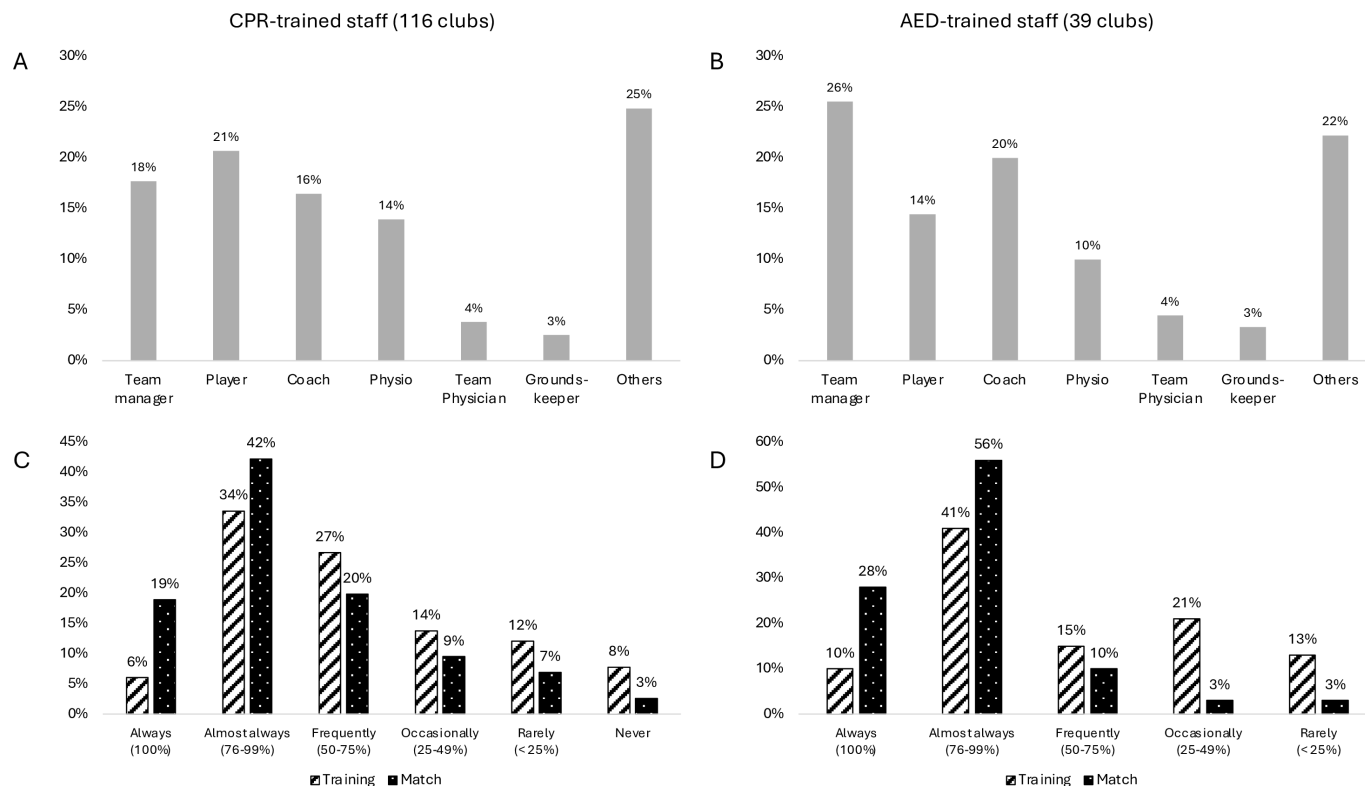 CPR-trained staff (116 clubs)
A
30%
25%
20%
15%
10%
5%
0%
18%
21%
16%
14%
4%
3%
25%
Team manager
Player
Coach
Physio
Team Physician
Grounds-keeper
Others
AED-trained staff (39 clubs)
B
30%
25%
20%
15%
10%
5%
0%
26%
14%
20%
10%
4%
3%
22%
Team manager
Player
Coach
Physio
Team Physician
Grounds-keeper
Others
C
45%
40%
35%
30%
25%
20%
15%
10%
5%
0%
6%
19%
34%
42%
27%
20%
14%
9%
12%
7%
8%
3%
Always (100%)
Almost always (76-99%)
Frequently (50-75%)
Occasionally (25-49%)
Rarely (<25%)
Never
Training Match
D
60%
50%
40%
30%
20%
10%
0%
10%
28%
41%
56%
15%
10%
21%
3%
13%
3%
Always (100%)
Almost always (76-99%)
Frequently (50-75%)
Occasionally (25-49%)
Rarely (<25%)
Training Match